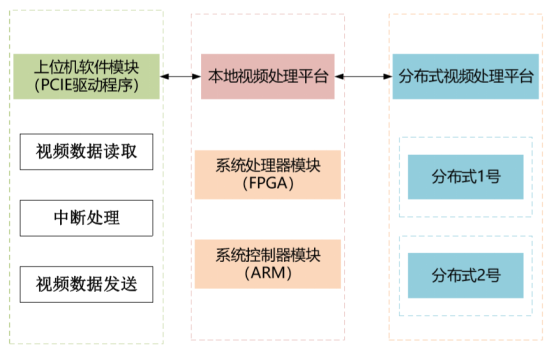 上位机软件模块
(PCIE驱动程序)
本地视频处理平台
分布式视频处理平台
视频数据读取
中断处理
视频数据发送
系统处理器模块
(FPGA)
系统控制器模块
(ARM)
分布式1号
分布式2号